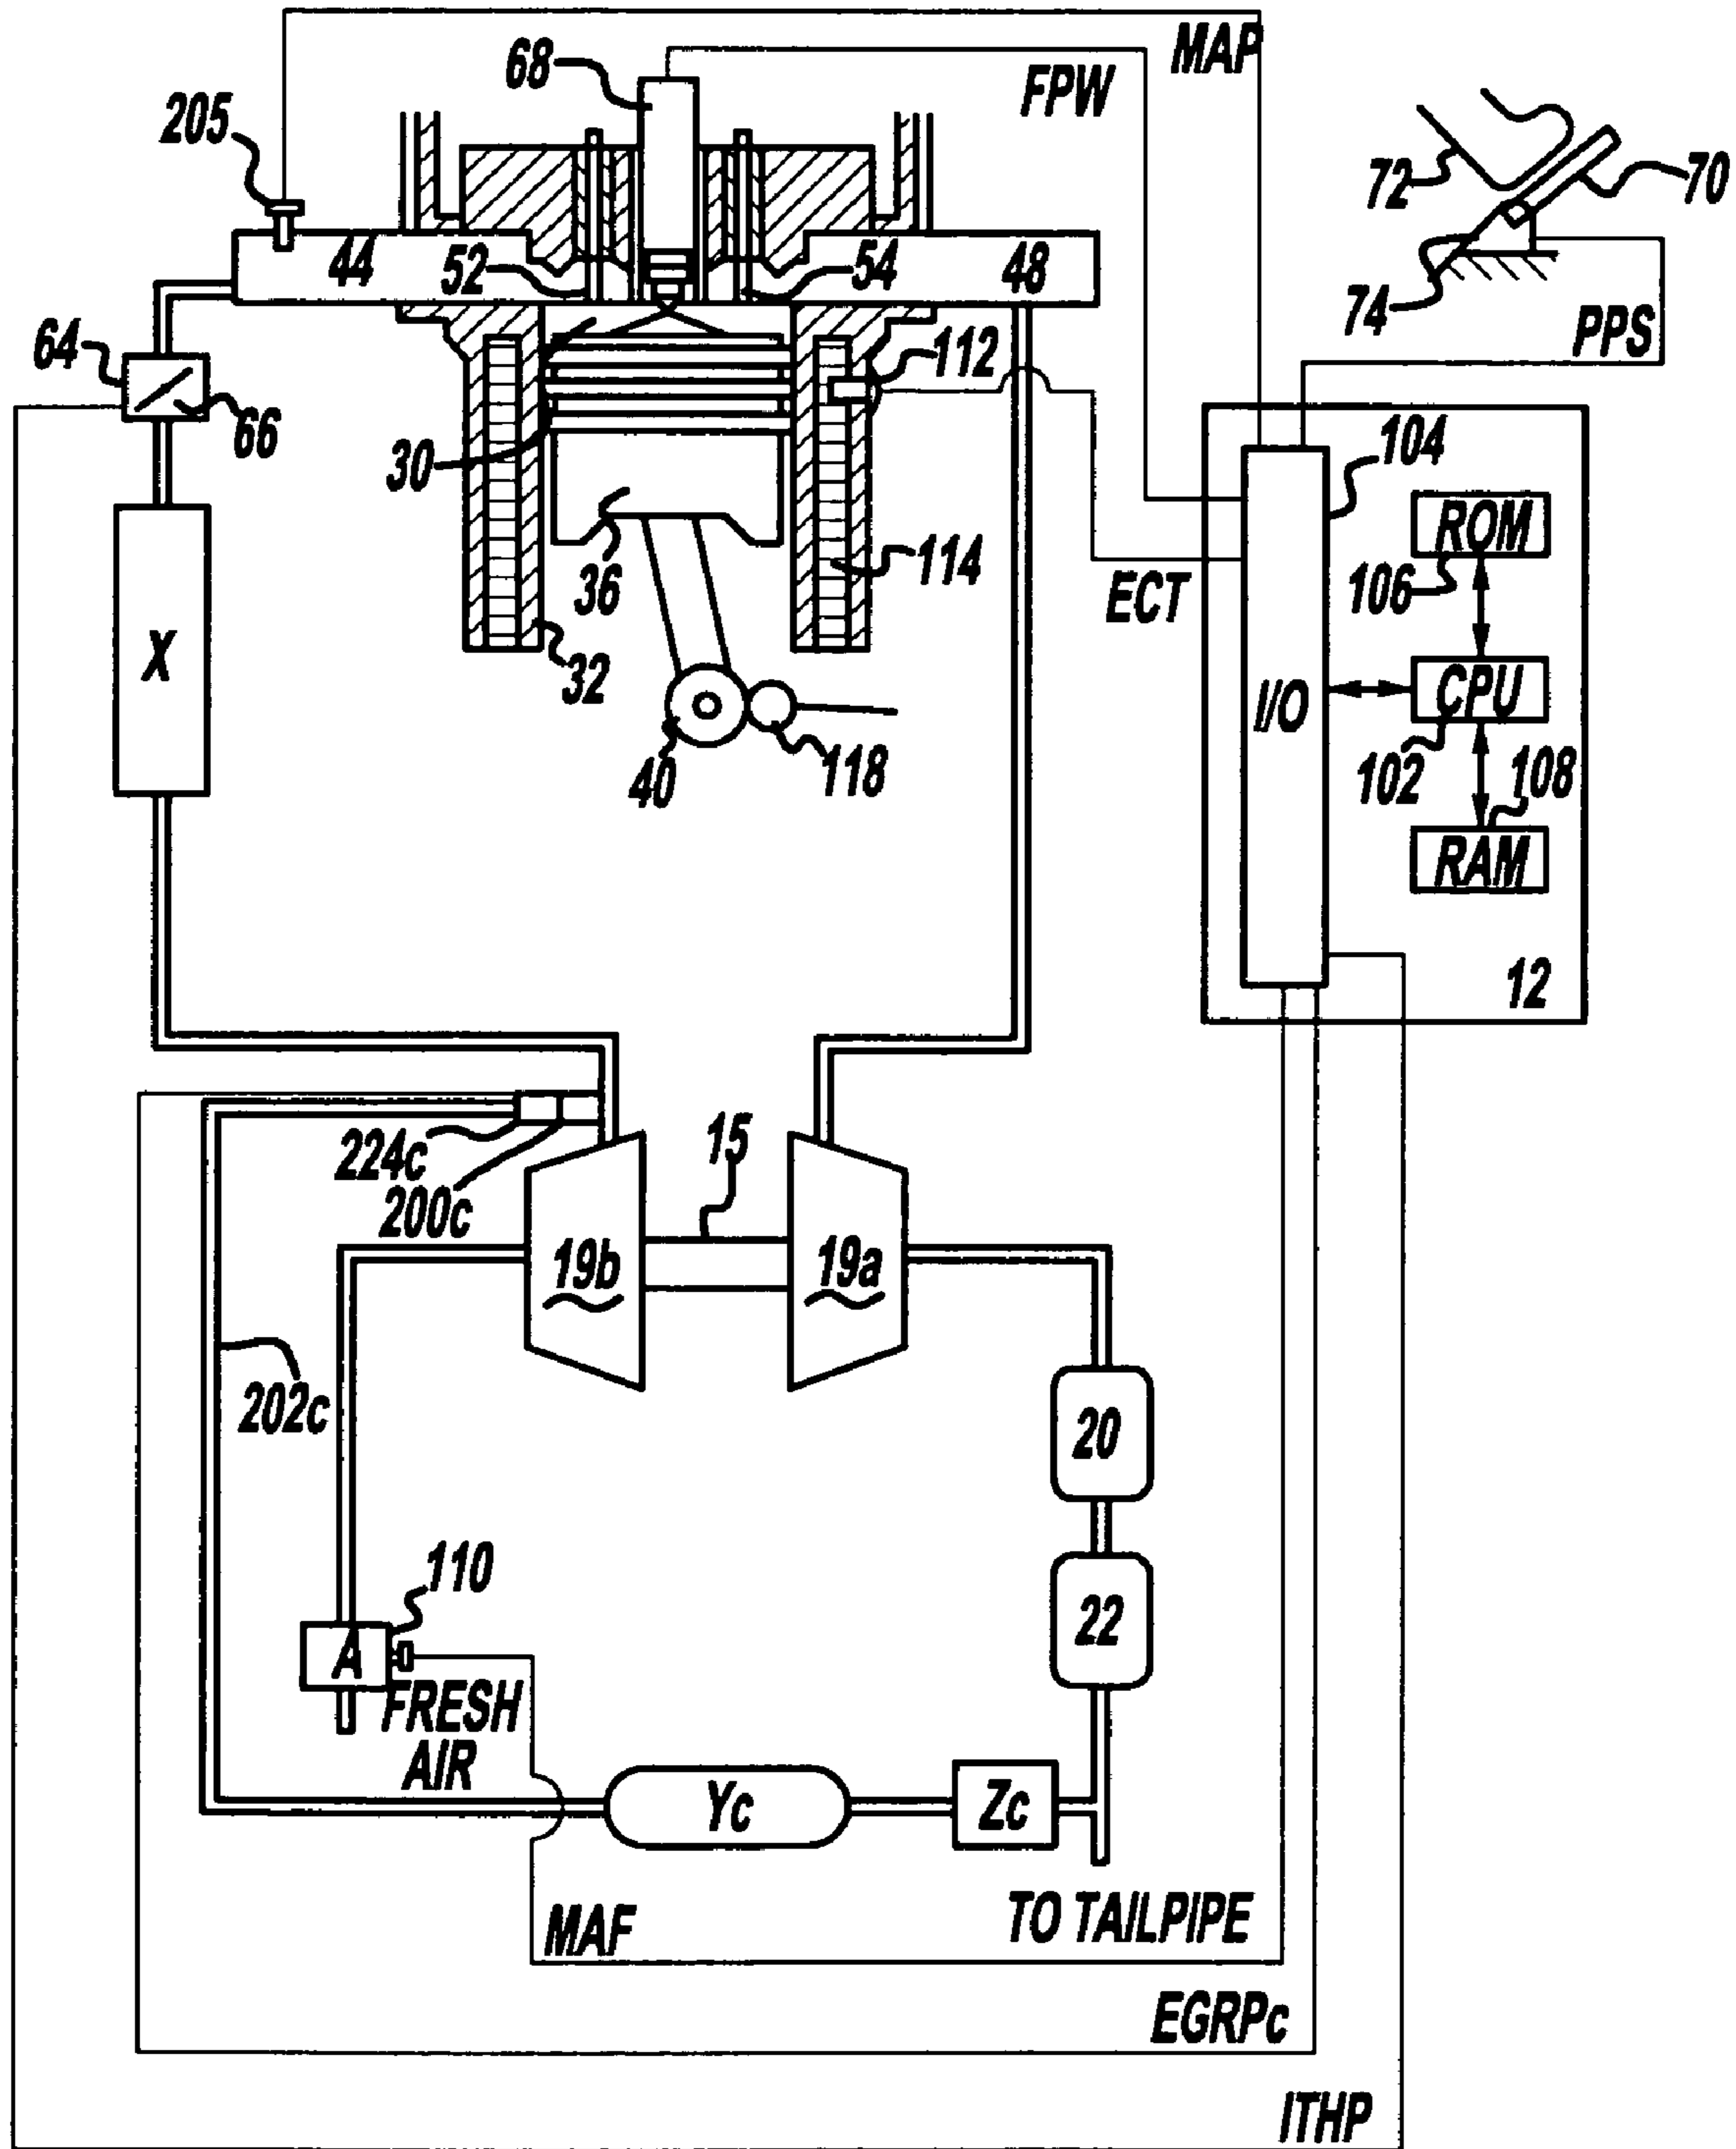 MAP
68
FPW
205
72
70
44
52
54
48
74
PPS
64
112
66
104
30
ROM
106
36
114
ECT
X
32
CPU
I/O
102
108
40
118
RAM
12
224c
15
200c
19b
19a
202c
20
110
22
A
FRESH
AIR
Yc
Zc
MAF
TO TAILPIPE
EGRPc
ITHP